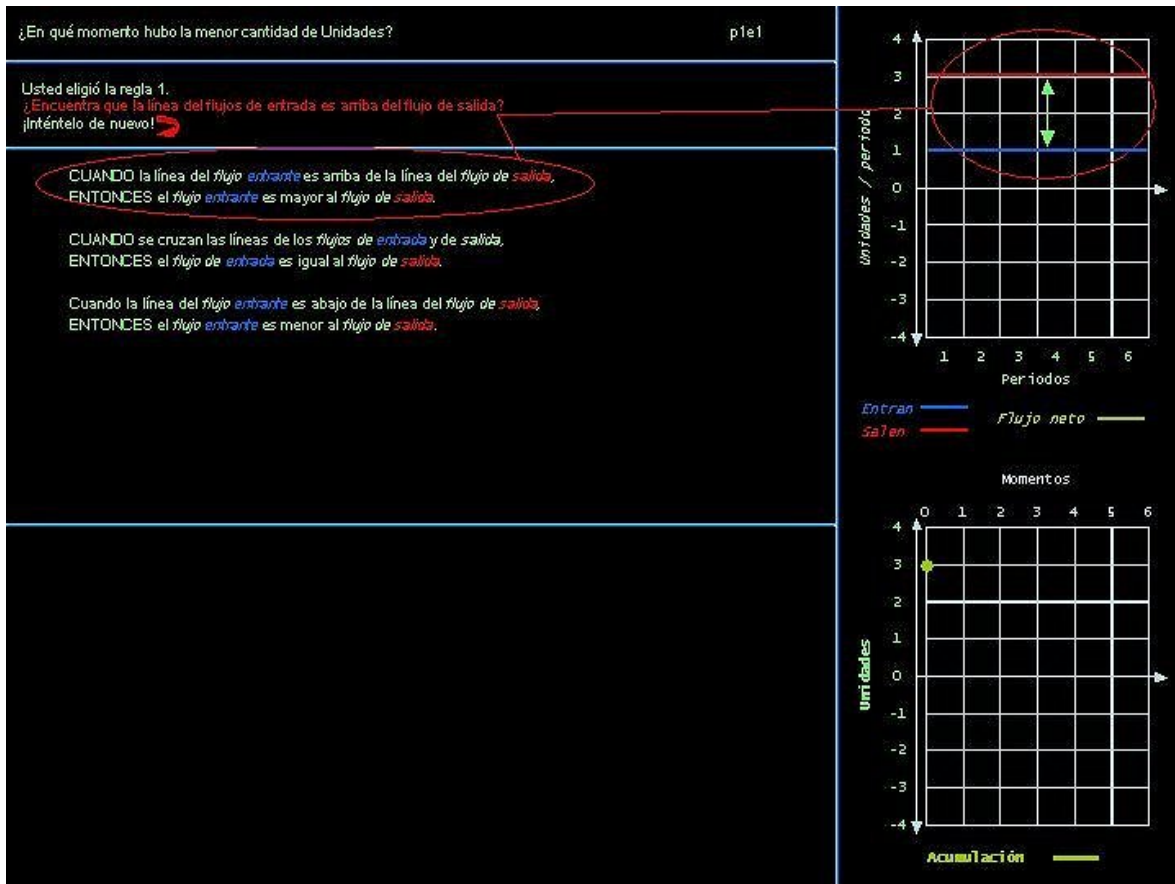 ¿En qué momento hubo la menor cantidad de Unidades?
p1e1
Usted eligió la regla 1.
¿Encuentra que la línea del flujos de entrada es arriba del flujo de salida?
¡Inténtelo de nuevo!
CUANDO la línea del flujo entrante es arriba de la línea del flujo de salida,
ENTONCES el flujo entrante es mayor al flujo de salida.
CUANDO se cruzan las líneas de los flujos de entrada y de salida,
ENTONCES el flujo de entrada es igual al flujo de salida.
Cuando la línea del flujo entrante es abajo de la línea del flujo de salida,
ENTONCES el flujo entrante es menor al flujo de salida.
4
3
2
1
0
-1
-2
-3
-4
Unidades / periodo
1 2 3 4 5 6
Periodos
Entran
Salen
Flujo neto
Momentos
0 1 2 3 4 5 6
4
3
2
1
0
-1
-2
-3
-4
Unidades
Acumulación